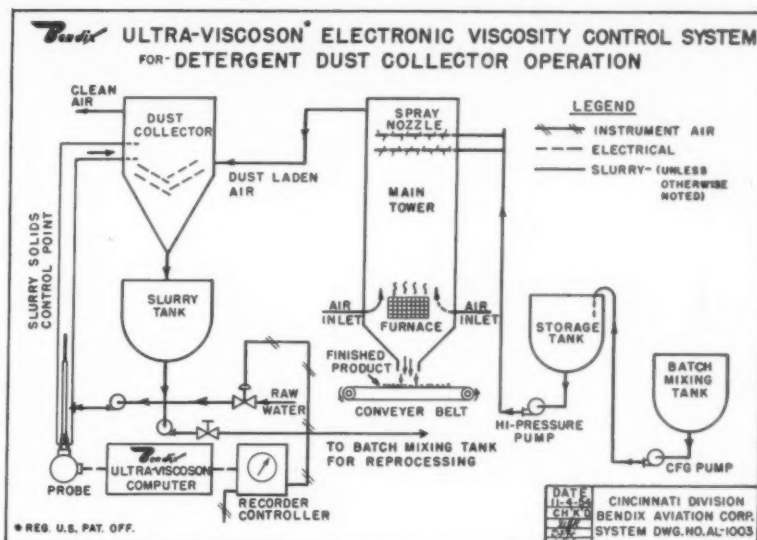 Bendix ULTRA-VISCOSON* ELECTRONIC VISCOSITY CONTROL SYSTEM
FOR- DETERGENT DUST COLLECTOR OPERATION
CLEAN
AIR
DUST
COLLECTOR
DUST LADEN
AIR
SPRAY
NOZZLE
MAIN
TOWER
LEGEND
INSTRUMENT AIR
ELECTRICAL
SLURRY- (UNLESS
OTHERWISE
NOTED)
SLURRY SOLIDS
CONTROL POINT
SLURRY
TANK
AIR
INLET
FURNACE
AIR
INLET
STORAGE
TANK
BATCH
MIXING
TANK
FINISHED
PRODUCT
CONVEYER BELT
RAW
WATER
HI-PRESSURE
PUMP
CFG PUMP
TO BATCH MIXING TANK
FOR REPROCESSING
PROBE
Bendix
ULTRA-VISCOSON
COMPUTER
RECORDER
CONTROLLER
* REG. U.S. PAT. OFF.
DATE
11-4-54
CH'K'D
CINCINNATI DIVISION
BENDIX AVIATION CORP.
SYSTEM DWG.NO.AL-1003